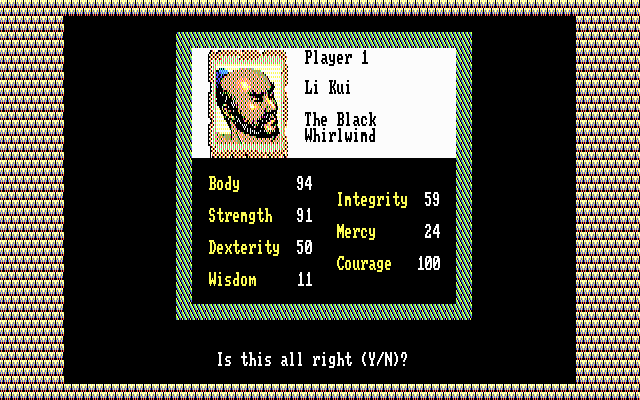 Player 1
Li Kui
The Black
Whirlwind
Body 94
Strength 91
Dexterity 50
Wisdom 11
Integrity 59
Mercy 24
Courage 100
Is this all right (Y/N)?